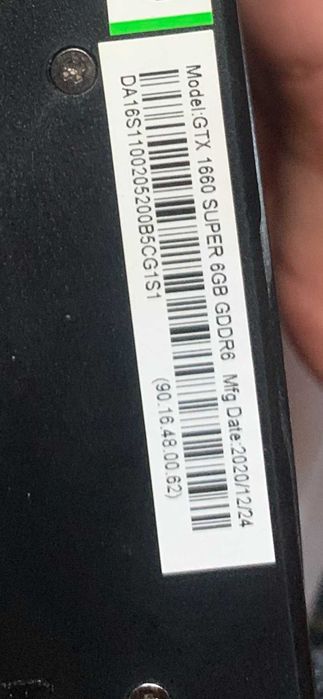 Model:GTX 1660 SUPER 6GB GDDR6 Mfg Date:2020/12/24
DA16S1100205200B5CG1S1
(90.16.48.00.62)